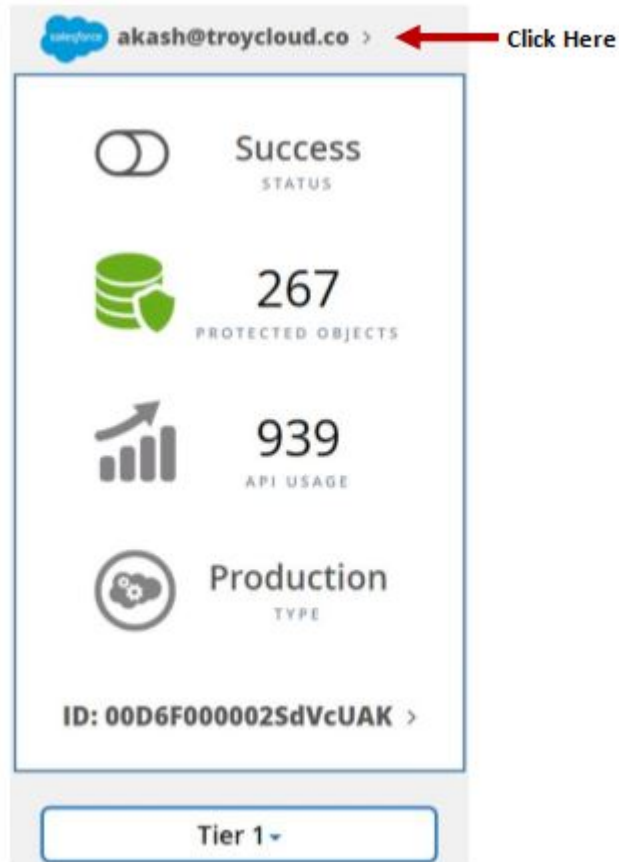 salesforce akash@troycloud.co > Click Here
Success
STATUS
267
PROTECTED OBJECTS
939
API USAGE
Production
TYPE
ID: 00D6F000002SdVcUAK >
Tier 1